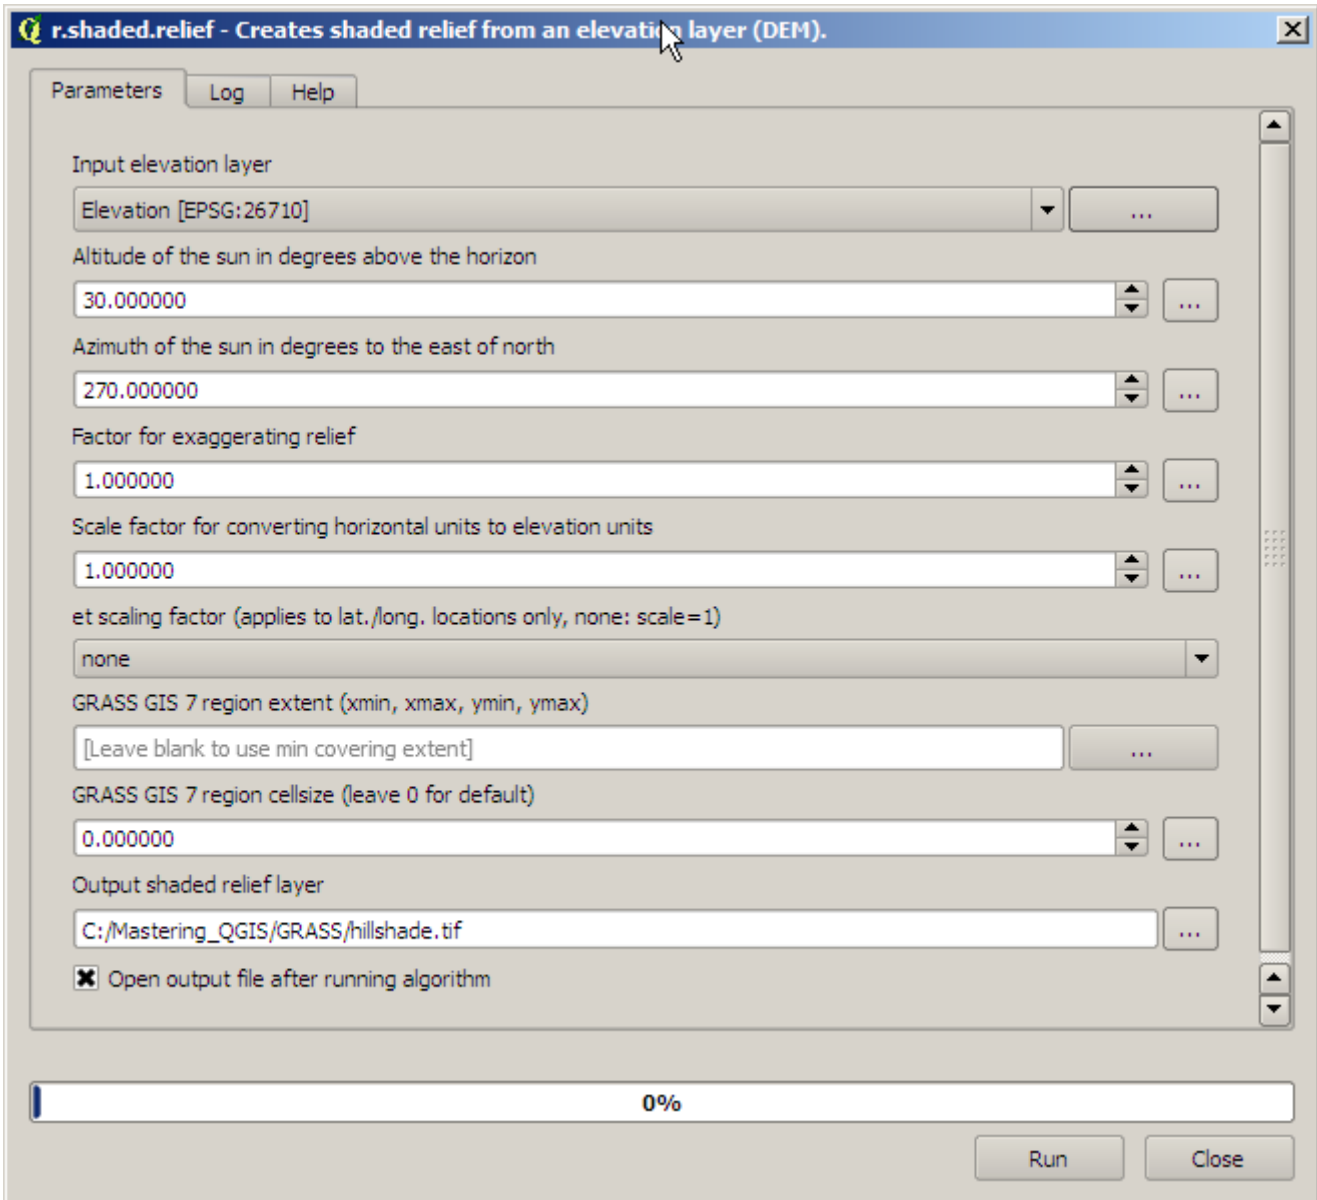 r.shaded.relief - Creates shaded relief from an elevation layer (DEM).
Parameters Log Help
Input elevation layer
Elevation [EPSG:26710] ...
Altitude of the sun in degrees above the horizon
30.000000 ...
Azimuth of the sun in degrees to the east of north
270.000000 ...
Factor for exaggerating relief
1.000000 ...
Scale factor for converting horizontal units to elevation units
1.000000 ...
et scaling factor (applies to lat./long. locations only, none: scale=1)
none
GRASS GIS 7 region extent (xmin, xmax, ymin, ymax)
[Leave blank to use min covering extent] ...
GRASS GIS 7 region cellsize (leave 0 for default)
0.000000 ...
Output shaded relief layer
C:/Mastering_QGIS/GRASS/hillshade.tif ...
Open output file after running algorithm
0%
Run Close